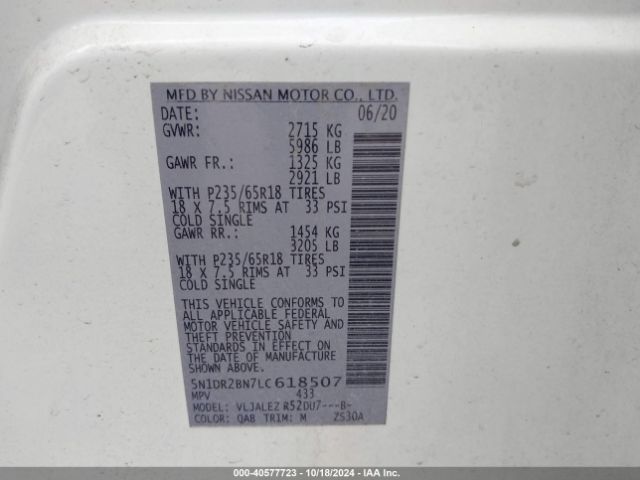 MFD BY NISSAN MOTOR CO., LTD.
DATE: 06/20
GVWR: 2715 KG
5986 LB
GAWR FR.: 1325 KG
2921 LB
WITH P235/65R18 TIRES
18 X 7.5 RIMS AT 33 PSI
COLD SINGLE
GAWR RR.: 1454 KG
3205 LB
WITH P235/65R18 TIRES
18 X 7.5 RIMS AT 33 PSI
COLD SINGLE
THIS VEHICLE CONFORMS TO
ALL APPLICABLE FEDERAL
MOTOR VEHICLE SAFETY AND
THEFT PREVENTION
STANDARDS IN EFFECT ON
THE DATE OF MANUFACTURE
SHOWN ABOVE.
5N1DR2BN7LC618507
MPV 433
MODEL: VLJALEZ R52DU7---B-
COLOR: QAB TRIM: M ZS30A
000-40577723 | 10/18/2024 | IAA Inc.